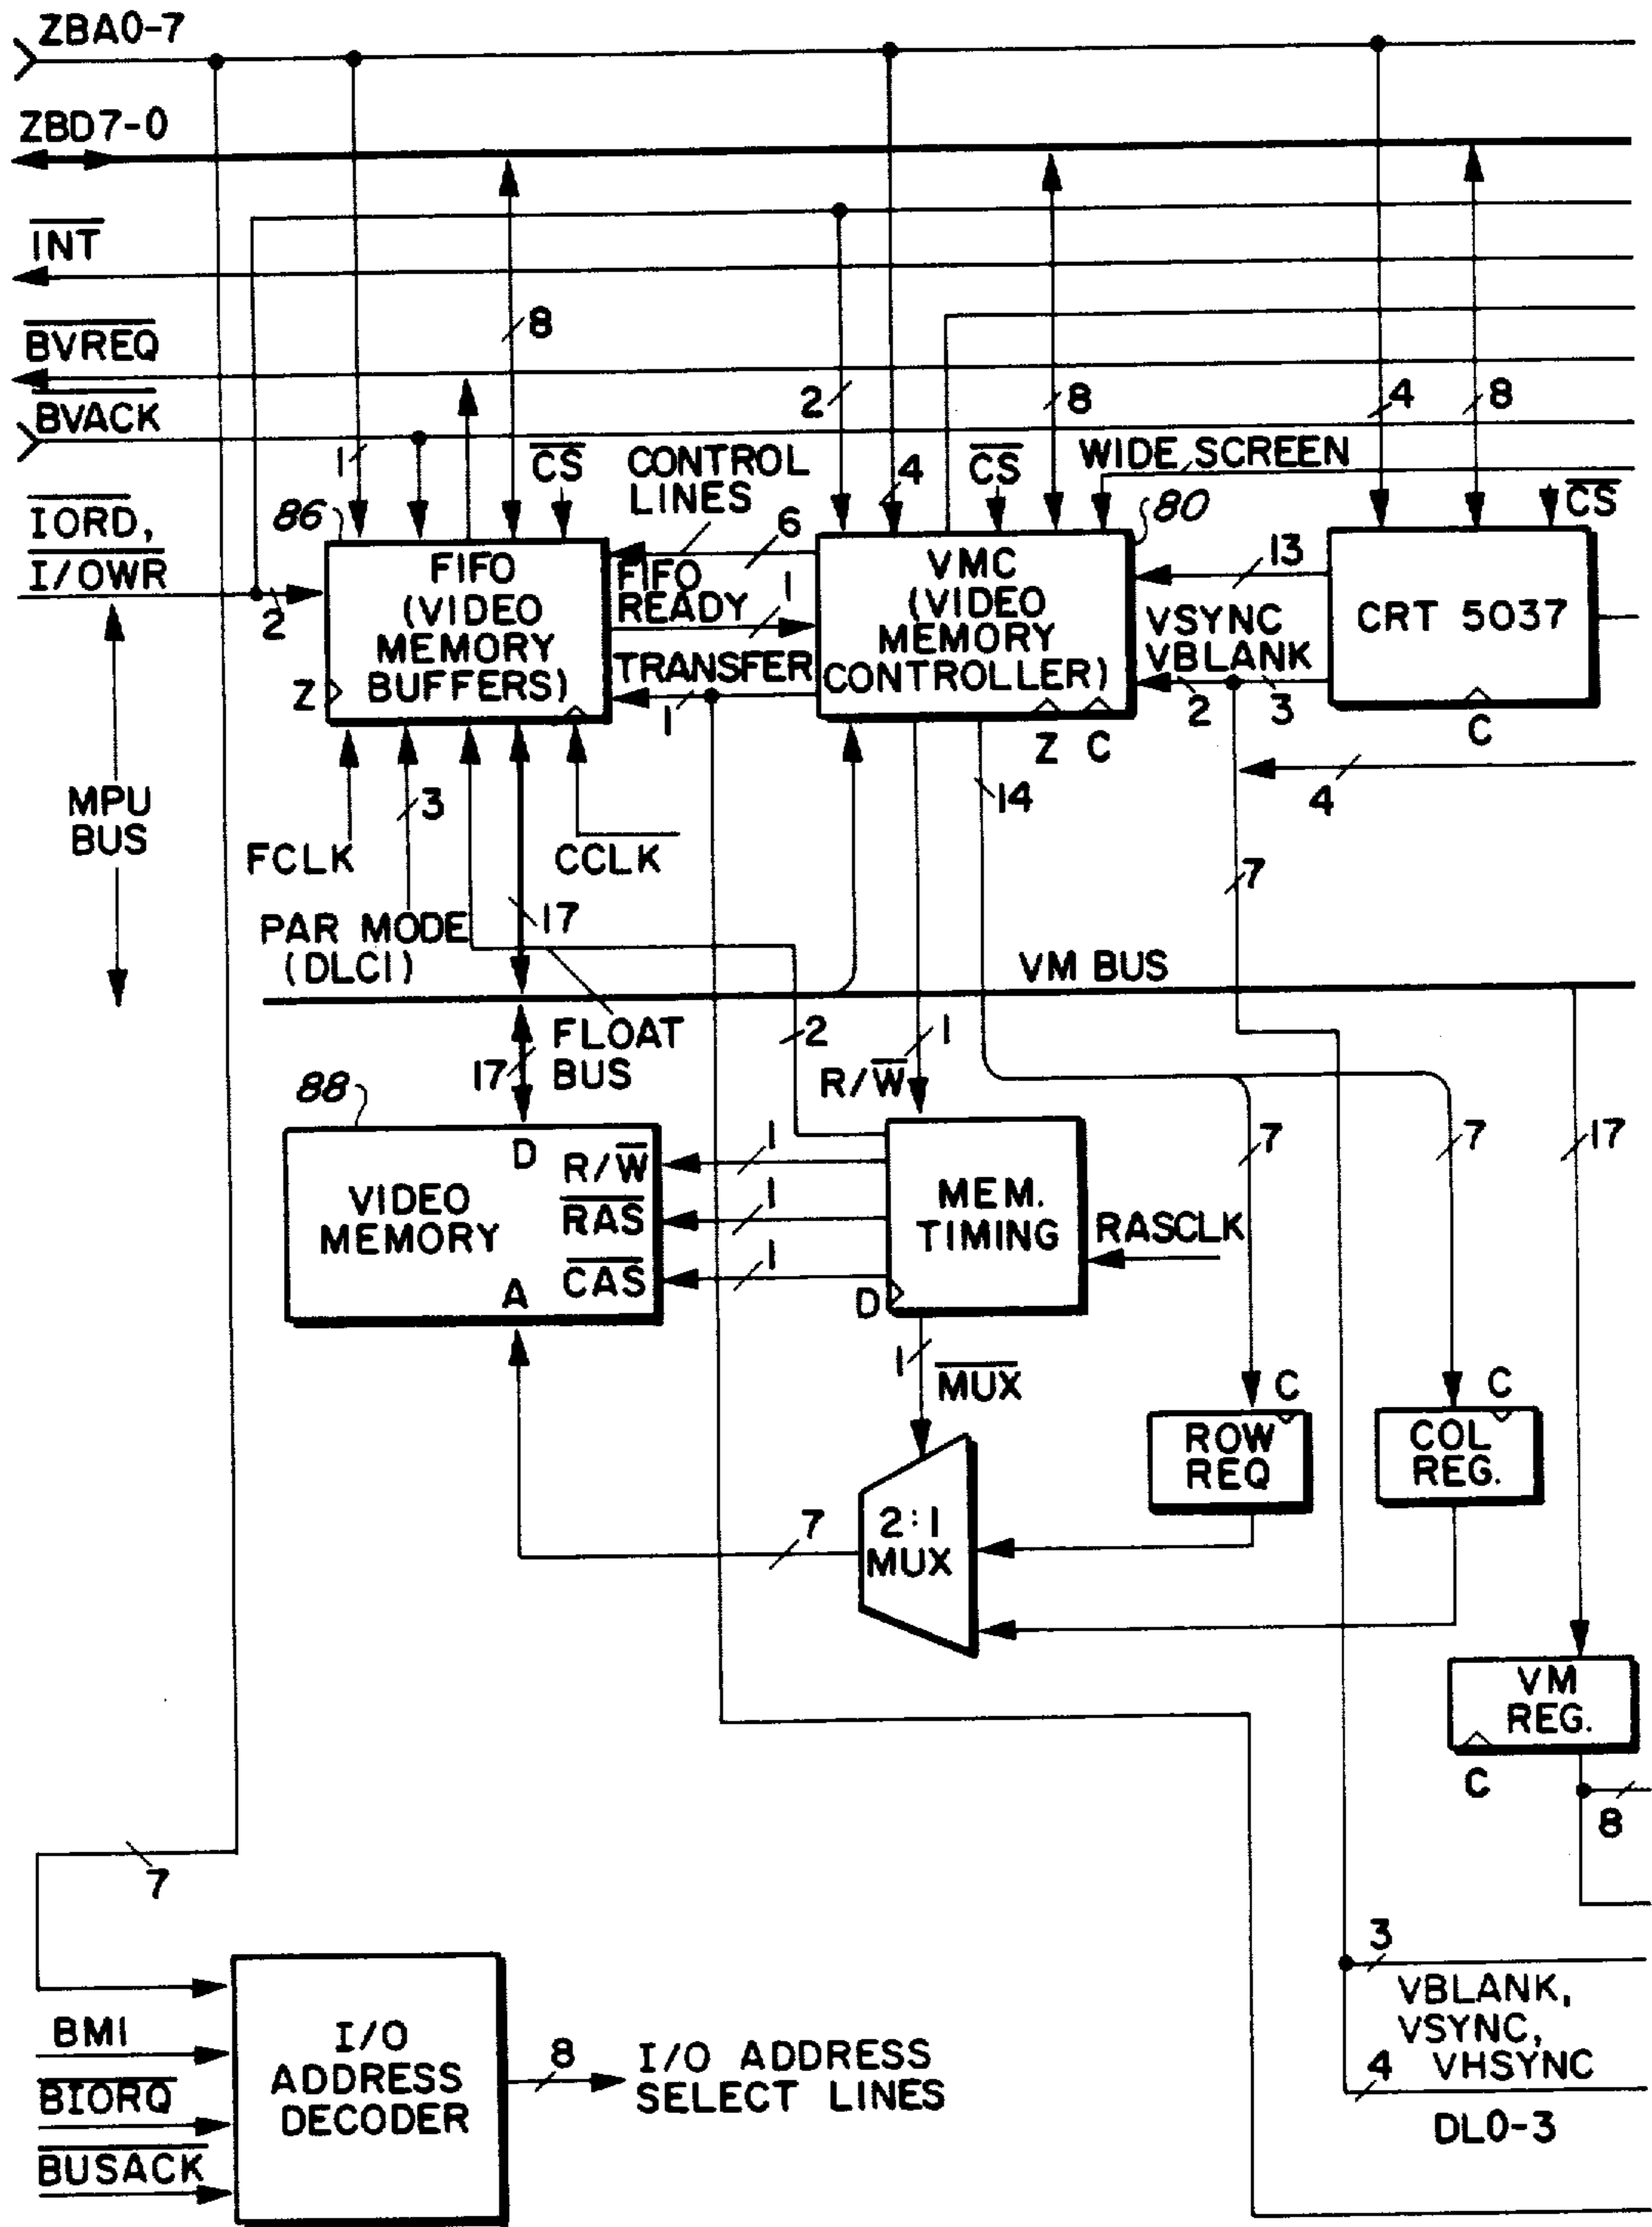 ZBA0-7
ZBD7-0
INT
BVREQ
BVACK
IORD,
I/OWR
MPU
BUS
8
2
8
4
8
1
CS
CONTROL
LINES
4
CS
WIDE SCREEN
CS
86
6
80
13
FIFO
(VIDEO
MEMORY
BUFFERS)
Z
2
FIFO
READY
1
TRANSFER
1
VMC
(VIDEO
MEMORY
CONTROLLER)
Z C
VSYNC
VBLANK
2 3
CRT 5037
C
4
3
14
7
FCLK
CCLK
PAR MODE
(DLCI)
17
VM BUS
FLOAT
BUS
17
2
1
R/W
88
D
VIDEO
MEMORY
A
R/W
RAS
CAS
1
1
1
MEM.
TIMING
D
RASCLK
7
7
17
1
MUX
C
ROW
REQ
C
COL
REG.
2:1
MUX
7
VM
REG.
C
8
7
3
VBLANK,
VSYNC,
VHSYNC
4
DL0-3
BMI
BIORQ
BUSACK
I/O
ADDRESS
DECODER
8
I/O ADDRESS
SELECT LINES